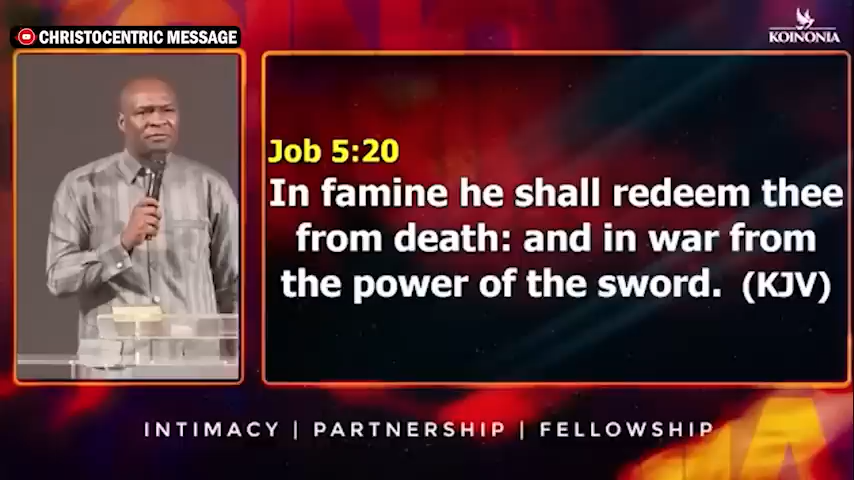 CHRISTOCENTRIC MESSAGE
KOINONIA
Job 5:20
In famine he shall redeem thee
from death: and in war from
the power of the sword. (KJV)
INTIMACY | PARTNERSHIP | FELLOWSHIP